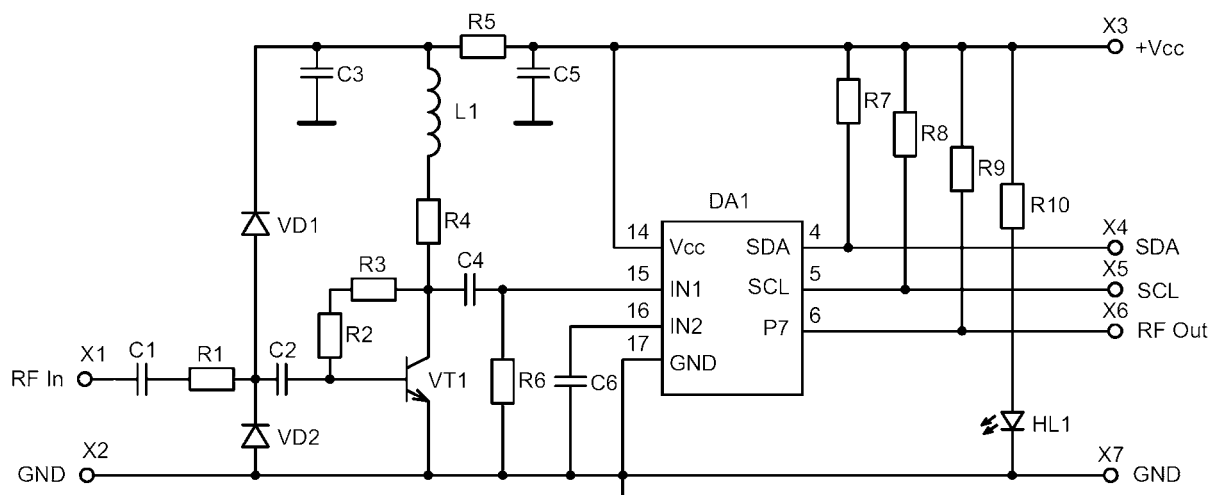 R5
X3
+Vcc
C3
C5
L1
R7
R8
R9
R10
DA1
VD1
R4
14
Vcc
SDA
4
X4
SDA
R3
C4
15
IN1
SCL
5
X5
SCL
R2
16
IN2
P7
6
X6
RF Out
X1
C1
R1
C2
17
GND
RF In
VT1
R6
C6
HL1
VD2
X2
X7
GND
GND